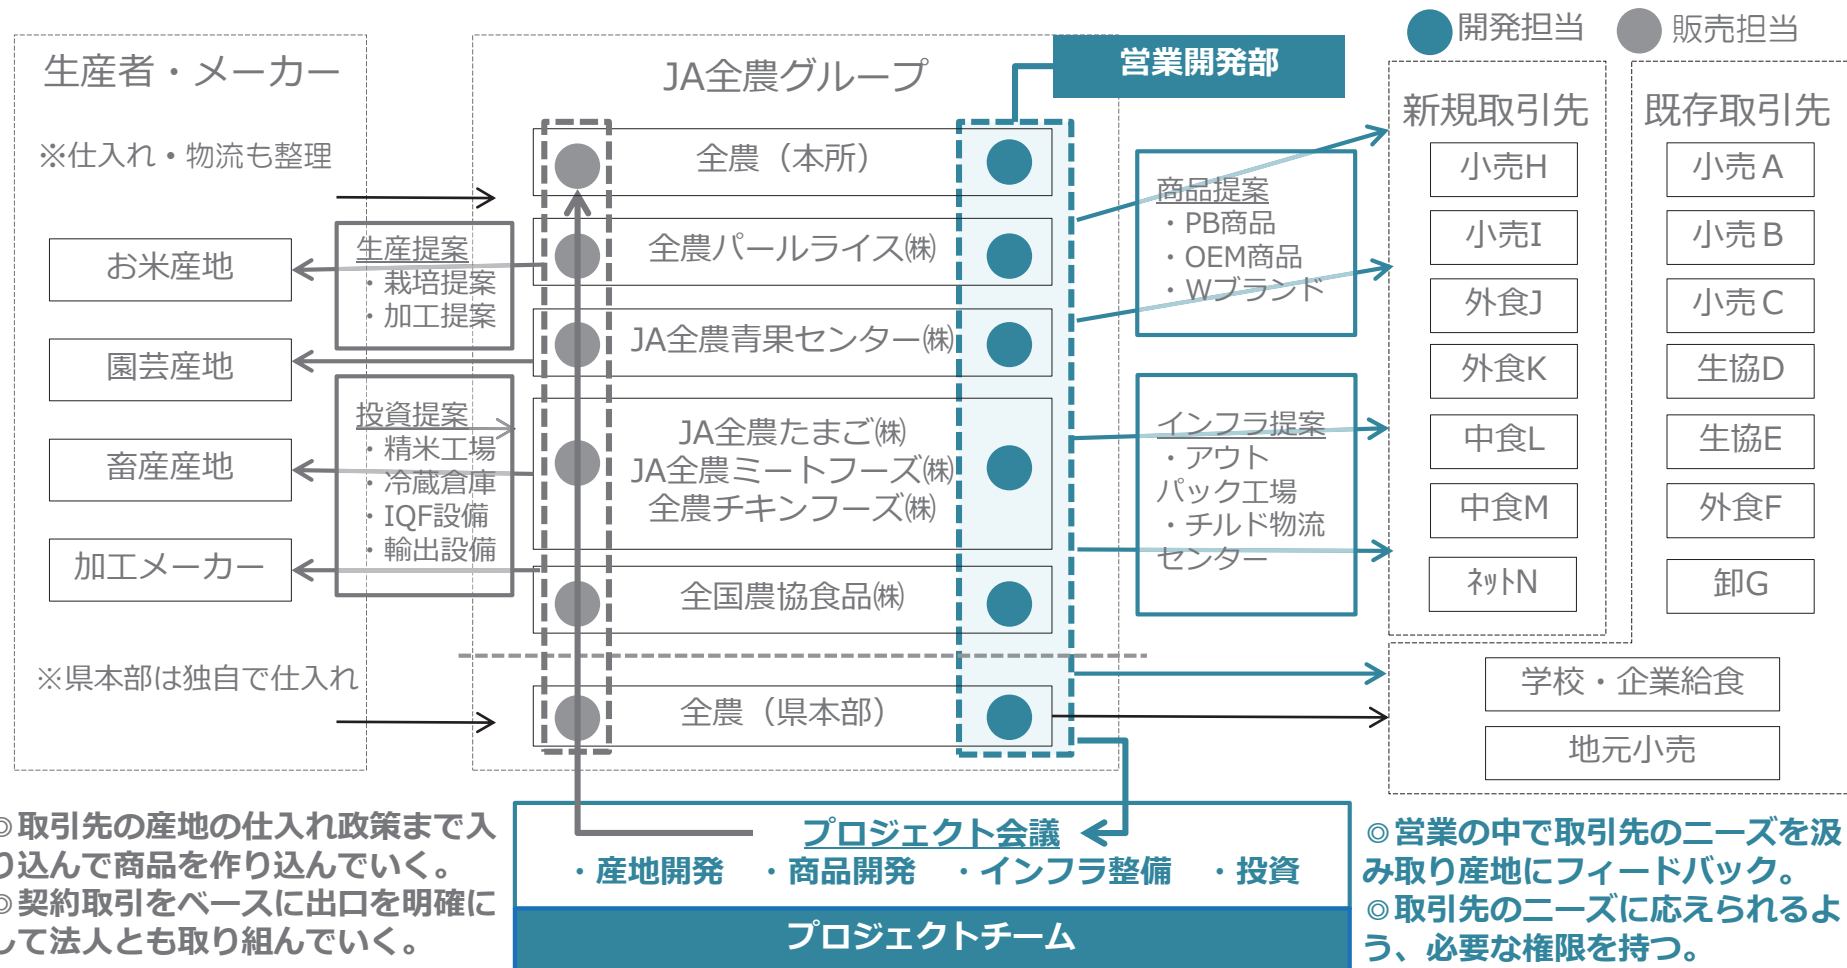 開発担当
販売担当
生産者・メーカー
※仕入れ・物流も整理
お米産地
園芸産地
畜産産地
加工メーカー
※県本部は独自で仕入れ
生産提案
・栽培提案
・加工提案
投資提案
・精米工場
・冷蔵倉庫
・IQF設備
・輸出設備
JA全農グループ
営業開発部
全農（本所）
全農パールライス㈱
JA全農青果センター㈱
JA全農たまご㈱
JA全農ミートフーズ㈱
全農チキンフーズ㈱
全国農協食品㈱
全農（県本部）
商品提案
・PB商品
・OEM商品
・Wブランド
インフラ提案
・アウト
パック工場
・チルド物流
センター
新規取引先
小売H
小売I
外食J
外食K
中食L
中食M
ﾈｯﾄN
既存取引先
小売A
小売B
小売C
生協D
生協E
外食F
卸G
学校・企業給食
地元小売
◎取引先の産地の仕入れ政策まで入
り込んで商品を作り込んでいく。
◎契約取引をベースに出口を明確に
して法人とも取り組んでいく。
プロジェクト会議
・産地開発 ・商品開発 ・インフラ整備 ・投資
プロジェクトチーム
◎営業の中で取引先のニーズを汲
み取り産地にフィードバック。
◎取引先のニーズに応えられるよ
う、必要な権限を持つ。